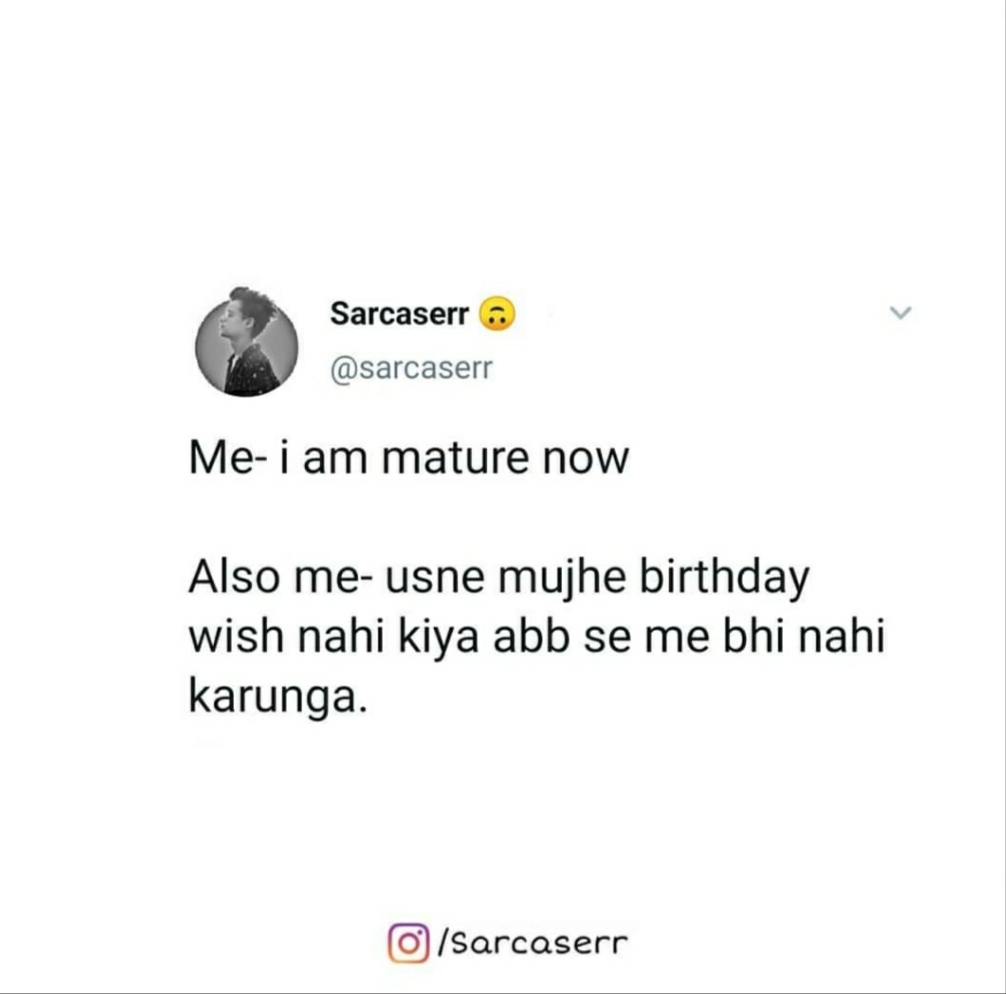 Sarcaserr 🙃
@sarcaserr
Me- i am mature now
Also me- usne mujhe birthday
wish nahi kiya abb se me bhi nahi
karunga.
/Sarcaserr